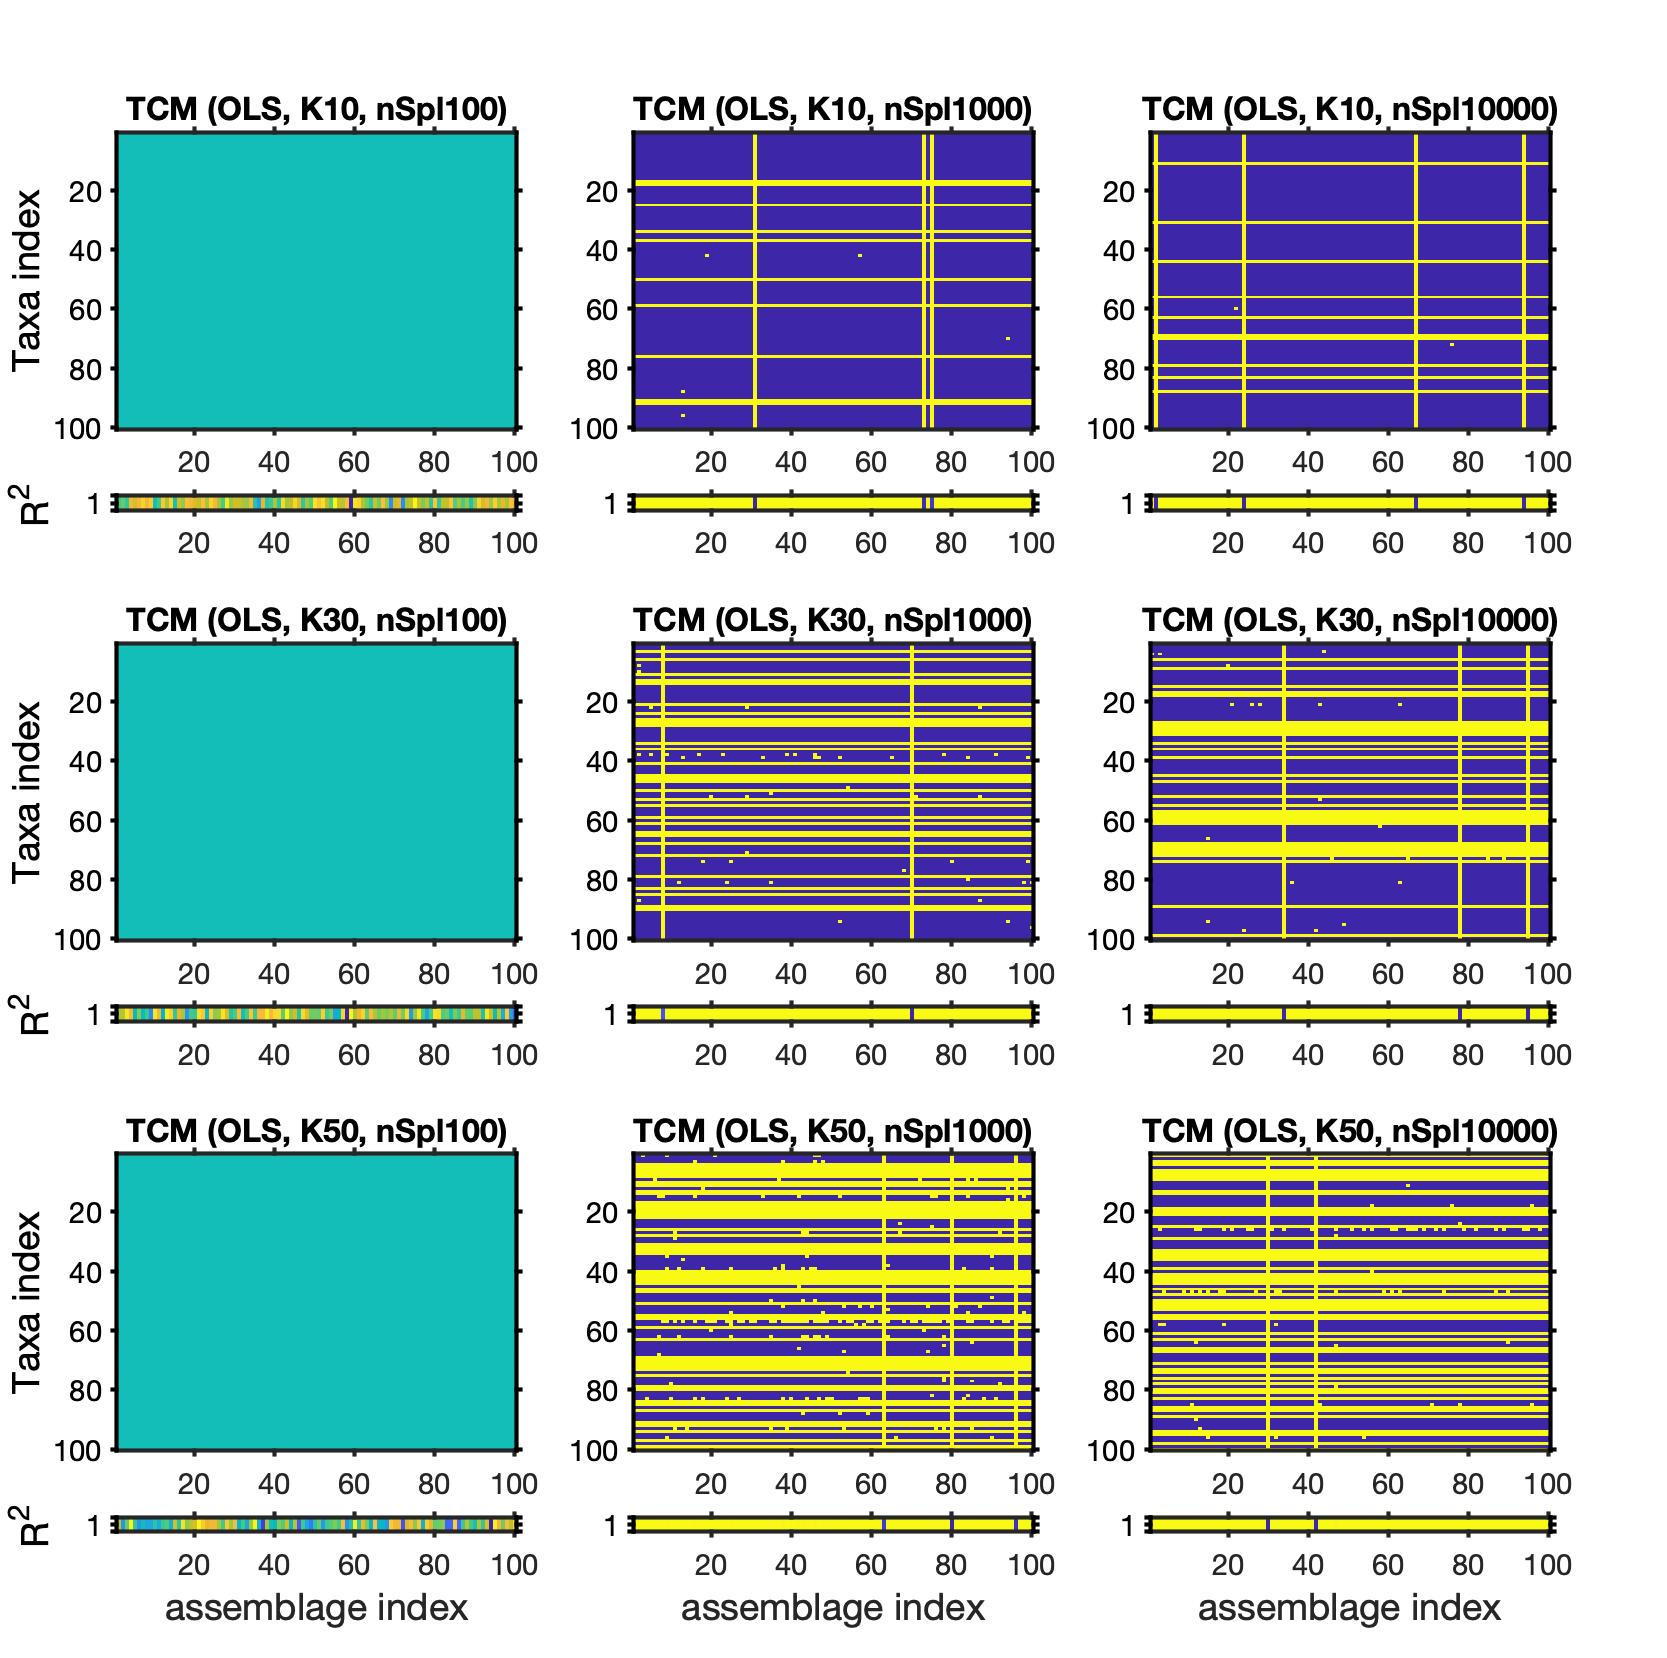 TCM (OLS, K10, nSpl100) TCM (OLS, K10, nSpl1000) TCM (OLS, K10, nSpl10000)
Taxa index
20 20 20
40 40 40
60 60 60
80 80 80
100 100 100
20 40 60 80 100 20 40 60 80 100 20 40 60 80 100
R² 1 1 1
20 40 60 80 100 20 40 60 80 100 20 40 60 80 100
TCM (OLS, K30, nSpl100) TCM (OLS, K30, nSpl1000) TCM (OLS, K30, nSpl10000)
Taxa index
20 20 20
40 40 40
60 60 60
80 80 80
100 100 100
20 40 60 80 100 20 40 60 80 100 20 40 60 80 100
R² 1 1 1
20 40 60 80 100 20 40 60 80 100 20 40 60 80 100
TCM (OLS, K50, nSpl100) TCM (OLS, K50, nSpl1000) TCM (OLS, K50, nSpl10000)
Taxa index
20 20 20
40 40 40
60 60 60
80 80 80
100 100 100
20 40 60 80 100 20 40 60 80 100 20 40 60 80 100
R² 1 1 1
20 40 60 80 100 20 40 60 80 100 20 40 60 80 100
assemblage index assemblage index assemblage index